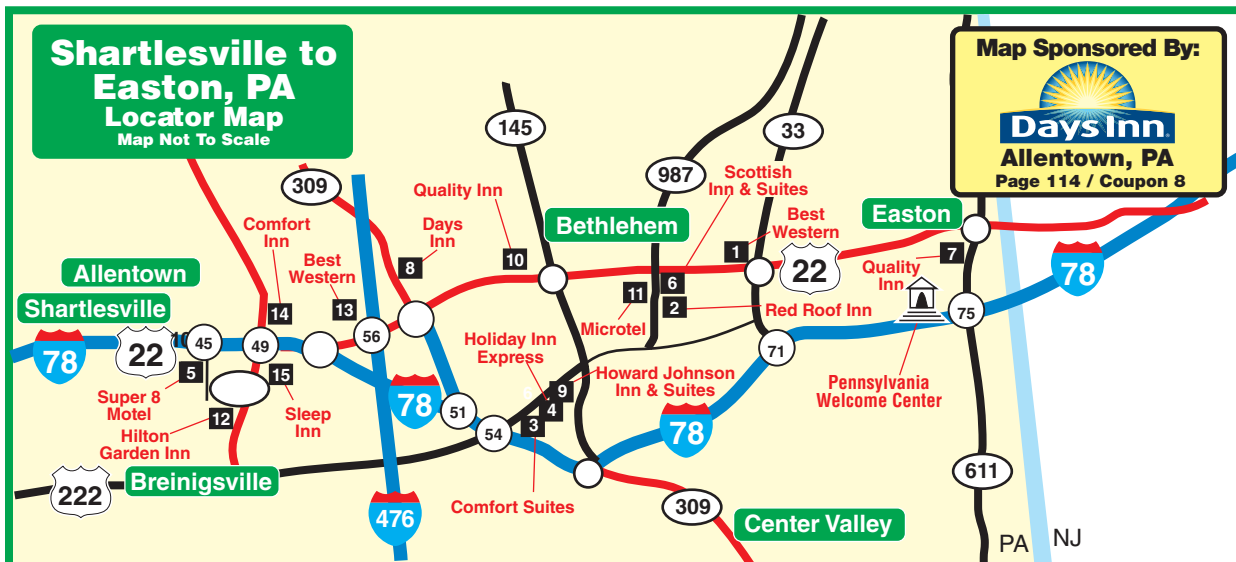 Shartlesville to
Easton, PA
Locator Map
Map Not To Scale
Map Sponsored By:
Days Inn
Allentown, PA
Page 114 / Coupon 8
145
33
309
987
Quality Inn
Scottish
Inn & Suites
Comfort
Inn
Days
Inn
Bethlehem
Best
Western
Easton
Best
Western
8
10
1
22
7
Quality
Inn
78
Allentown
Shartlesville
14
13
11
6
2
Microtel
Red Roof Inn
78
22
45
49
56
75
71
5
15
Holiday Inn
Express
Howard Johnson
Inn & Suites
Pennsylvania
Welcome Center
Super 8
Motel
12
Sleep
Inn
78
51
9
4
3
54
78
Hilton
Garden Inn
Breinigsville
222
476
Comfort Suites
309
Center Valley
611
PA
NJ